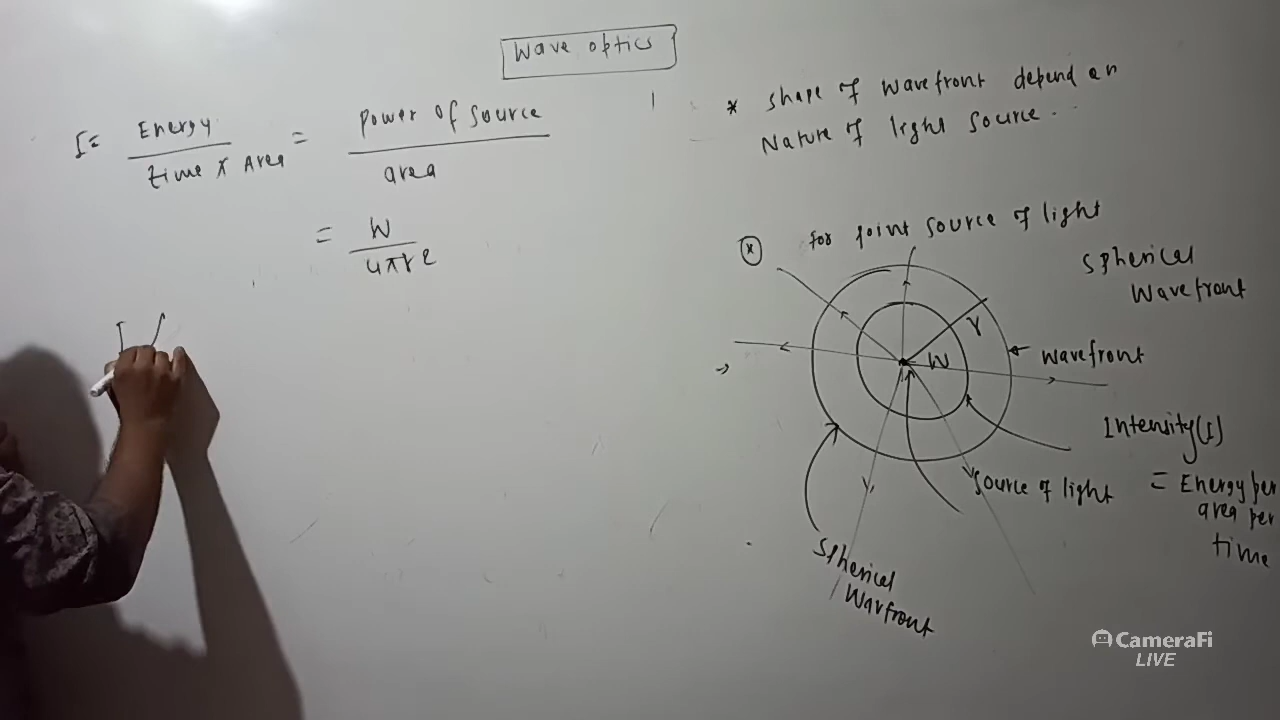 Wave optics
I = Energy / time × Area = Power of Source / area
= W / 4πr2
I
* Shape of Wavefront depend on
Nature of light Source.
* for point Source of light
Spherical
Wavefront
r
W
← Wavefront
Intensity(I)
= Energy per
area per
time
Source of light
Spherical
Wavfront
CameraFi
LIVE